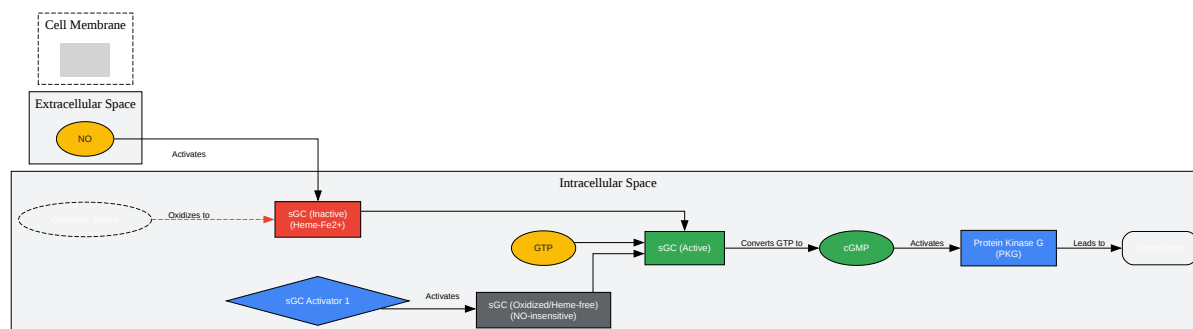 Cell Membrane
Extracellular Space
NO
Activates
Intracellular Space
Oxidizes to
sGC (Inactive)
(Heme-Fe2+)
GTP
sGC (Active)
Converts GTP to
cGMP
Activates
Protein Kinase G
(PKG)
Leads to
sGC Activator 1
Activates
sGC (Oxidized/Heme-free)
(NO-insensitive)